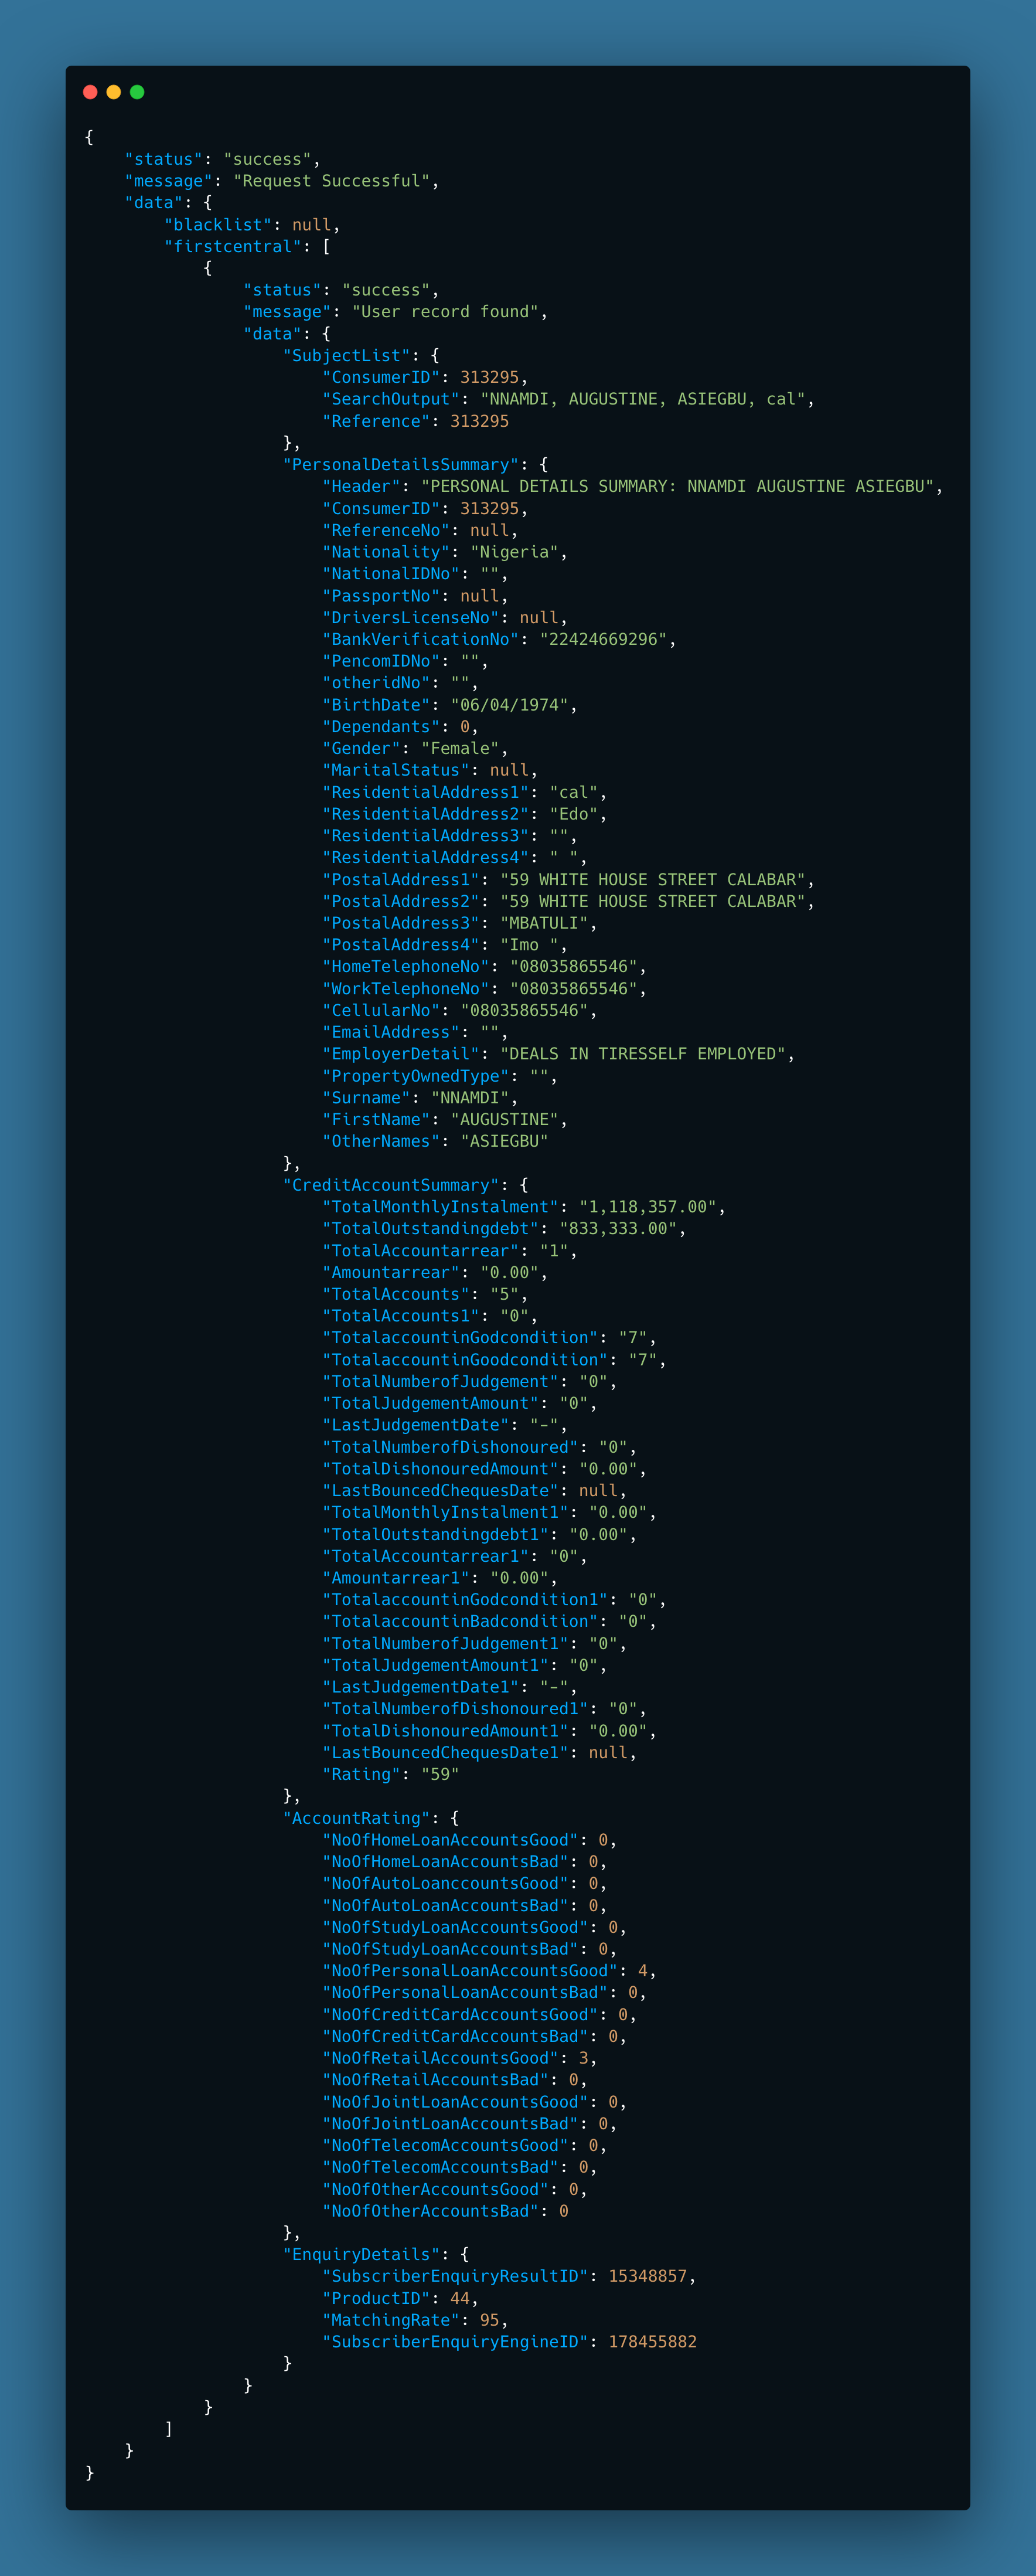 {
    "status": "success",
    "message": "Request Successful",
    "data": {
        "blacklist": null,
        "firstcentral": [
            {
                "status": "success",
                "message": "User record found",
                "data": {
                    "SubjectList": {
                        "ConsumerID": 313295,
                        "SearchOutput": "NNAMDI, AUGUSTINE, ASIEGBU, cal",
                        "Reference": 313295
                    },
                    "PersonalDetailsSummary": {
                        "Header": "PERSONAL DETAILS SUMMARY: NNAMDI AUGUSTINE ASIEGBU",
                        "ConsumerID": 313295,
                        "ReferenceNo": null,
                        "Nationality": "Nigeria",
                        "NationalIDNo": "",
                        "PassportNo": null,
                        "DriversLicenseNo": null,
                        "BankVerificationNo": "22424669296",
                        "PencomIDNo": "",
                        "otheridNo": "",
                        "BirthDate": "06/04/1974",
                        "Dependants": 0,
                        "Gender": "Female",
                        "MaritalStatus": null,
                        "ResidentialAddress1": "cal",
                        "ResidentialAddress2": "Edo",
                        "ResidentialAddress3": "",
                        "ResidentialAddress4": " ",
                        "PostalAddress1": "59 WHITE HOUSE STREET CALABAR",
                        "PostalAddress2": "59 WHITE HOUSE STREET CALABAR",
                        "PostalAddress3": "MBATULI",
                        "PostalAddress4": "Imo ",
                        "HomeTelephoneNo": "08035865546",
                        "WorkTelephoneNo": "08035865546",
                        "CellularNo": "08035865546",
                        "EmailAddress": "",
                        "EmployerDetail": "DEALS IN TIRESSELF EMPLOYED",
                        "PropertyOwnedType": "",
                        "Surname": "NNAMDI",
                        "FirstName": "AUGUSTINE",
                        "OtherNames": "ASIEGBU"
                    },
                    "CreditAccountSummary": {
                        "TotalMonthlyInstalment": "1,118,357.00",
                        "TotalOutstandingdebt": "833,333.00",
                        "TotalAccountarrear": "1",
                        "Amountarrear": "0.00",
                        "TotalAccounts": "5",
                        "TotalAccounts1": "0",
                        "TotalaccountinGodcondition": "7",
                        "TotalaccountinGoodcondition": "7",
                        "TotalNumberofJudgement": "0",
                        "TotalJudgementAmount": "0",
                        "LastJudgementDate": "-",
                        "TotalNumberofDishonoured": "0",
                        "TotalDishonouredAmount": "0.00",
                        "LastBouncedChequesDate": null,
                        "TotalMonthlyInstalment1": "0.00",
                        "TotalOutstandingdebt1": "0.00",
                        "TotalAccountarrear1": "0",
                        "Amountarrear1": "0.00",
                        "TotalaccountinGodcondition1": "0",
                        "TotalaccountinBadcondition": "0",
                        "TotalNumberofJudgement1": "0",
                        "TotalJudgementAmount1": "0",
                        "LastJudgementDate1": "-",
                        "TotalNumberofDishonoured1": "0",
                        "TotalDishonouredAmount1": "0.00",
                        "LastBouncedChequesDate1": null,
                        "Rating": "59"
                    },
                    "AccountRating": {
                        "NoOfHomeLoanAccountsGood": 0,
                        "NoOfHomeLoanAccountsBad": 0,
                        "NoOfAutoLoanccountsGood": 0,
                        "NoOfAutoLoanAccountsBad": 0,
                        "NoOfStudyLoanAccountsGood": 0,
                        "NoOfStudyLoanAccountsBad": 0,
                        "NoOfPersonalLoanAccountsGood": 4,
                        "NoOfPersonalLoanAccountsBad": 0,
                        "NoOfCreditCardAccountsGood": 0,
                        "NoOfCreditCardAccountsBad": 0,
                        "NoOfRetailAccountsGood": 3,
                        "NoOfRetailAccountsBad": 0,
                        "NoOfJointLoanAccountsGood": 0,
                        "NoOfJointLoanAccountsBad": 0,
                        "NoOfTelecomAccountsGood": 0,
                        "NoOfTelecomAccountsBad": 0,
                        "NoOfOtherAccountsGood": 0,
                        "NoOfOtherAccountsBad": 0
                    },
                    "EnquiryDetails": {
                        "SubscriberEnquiryResultID": 15348857,
                        "ProductID": 44,
                        "MatchingRate": 95,
                        "SubscriberEnquiryEngineID": 178455882
                    }
                }
            }
        ]
    }
}